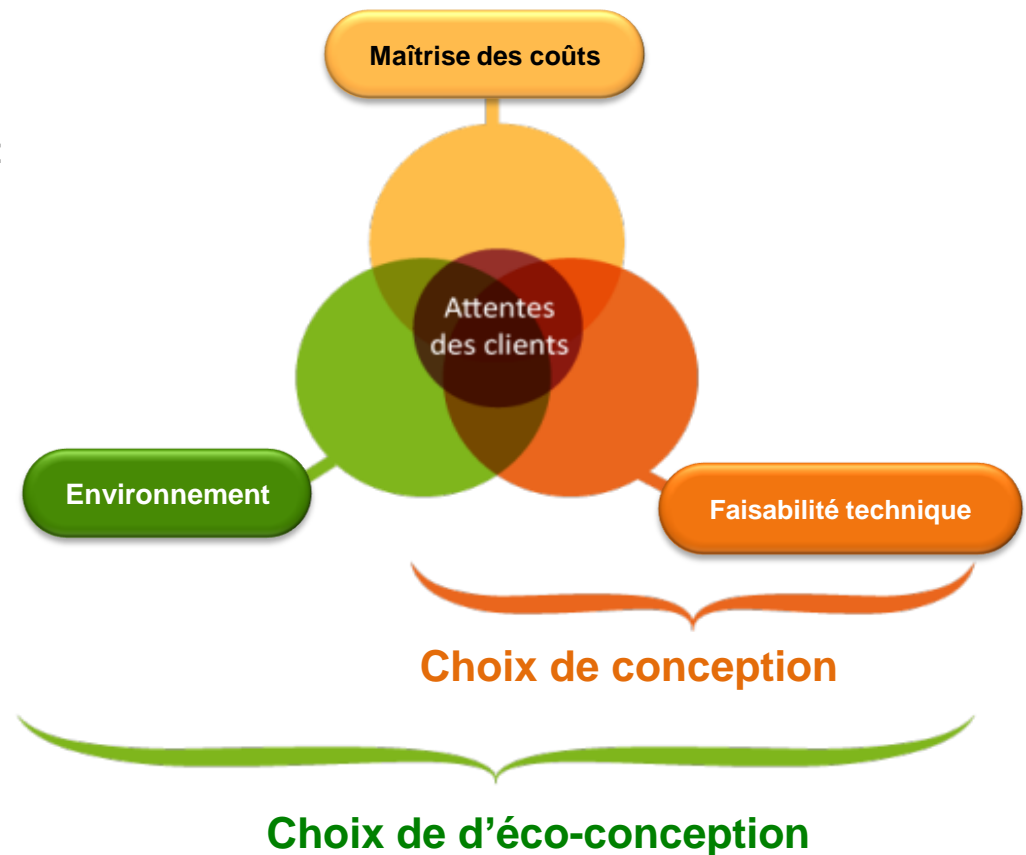 Maîtrise des coûts
Attentes
des clients
Environnement
Faisabilité technique
Choix de conception
Choix de d'éco-conception